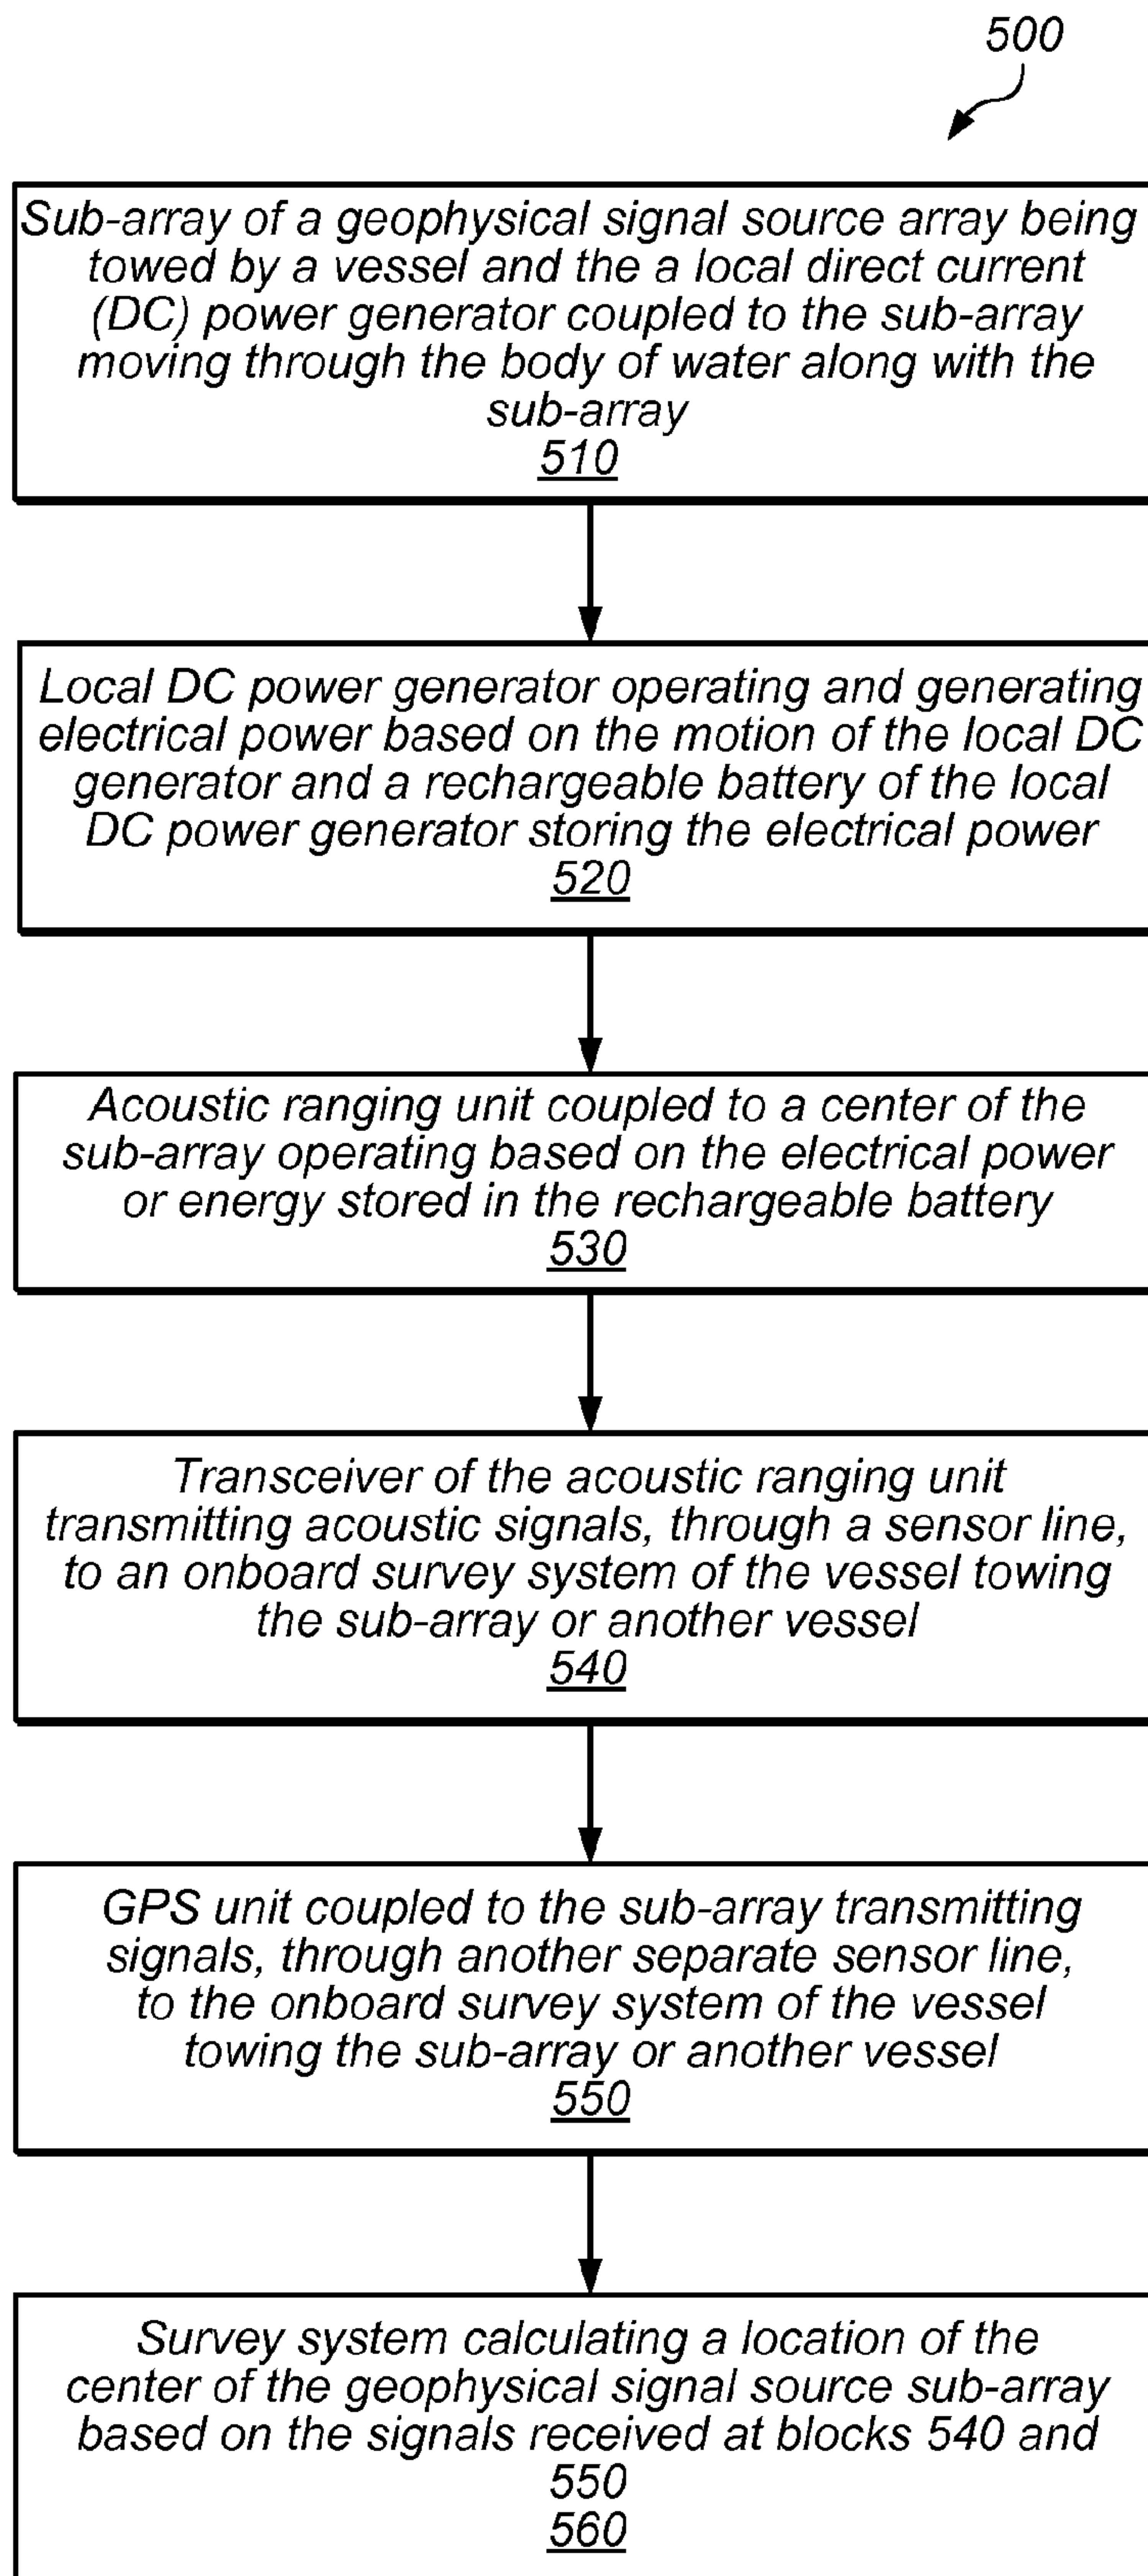 500
Sub-array of a geophysical signal source array being
towed by a vessel and the a local direct current
(DC) power generator coupled to the sub-array
moving through the body of water along with the
sub-array
510
Local DC power generator operating and generating
electrical power based on the motion of the local DC
generator and a rechargeable battery of the local
DC power generator storing the electrical power
520
Acoustic ranging unit coupled to a center of the
sub-array operating based on the electrical power
or energy stored in the rechargeable battery
530
Transceiver of the acoustic ranging unit
transmitting acoustic signals, through a sensor line,
to an onboard survey system of the vessel towing
the sub-array or another vessel
540
GPS unit coupled to the sub-array transmitting
signals, through another separate sensor line,
to the onboard survey system of the vessel
towing the sub-array or another vessel
550
Survey system calculating a location of the
center of the geophysical signal source sub-array
based on the signals received at blocks 540 and
550
560